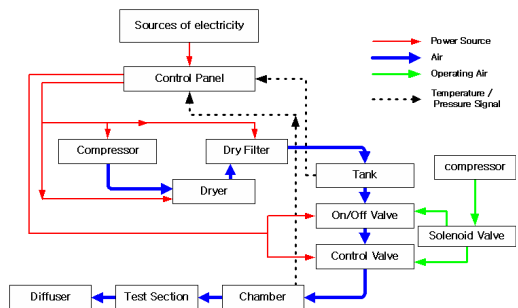 Sources of electricity
Power Source
Air
Operating Air
Temperature /
Pressure Signal
Control Panel
Compressor
Dry Filter
Dryer
Tank
compressor
On/Off Valve
Solenoid Valve
Control Valve
Diffuser
Test Section
Chamber